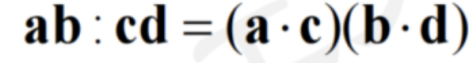 ab : cd = (a · c)(b · d)